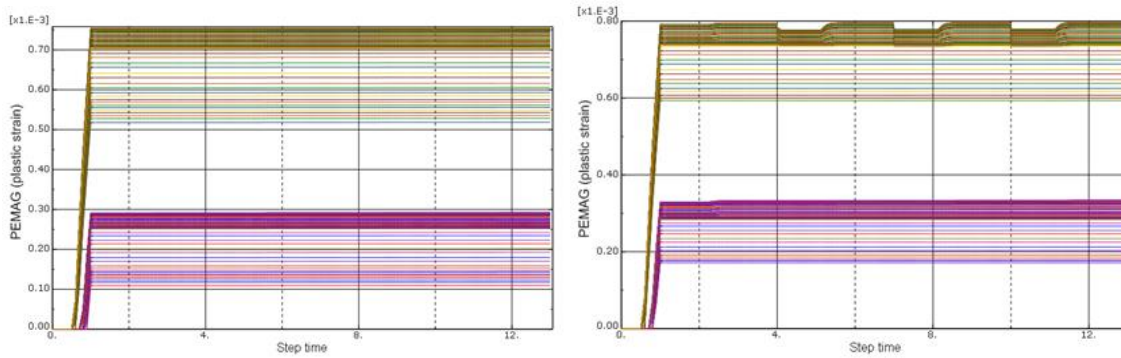 [x1.E-3]
0.70
0.60
0.50
0.40
0.30
0.20
0.10
0.00
PEMAG (plastic strain)
0. 4. 8. 12.
Step time
[x1.E-3]
0.80
0.60
0.40
0.20
0.00
PEMAG (plastic strain)
0. 4. 8. 12.
Step time